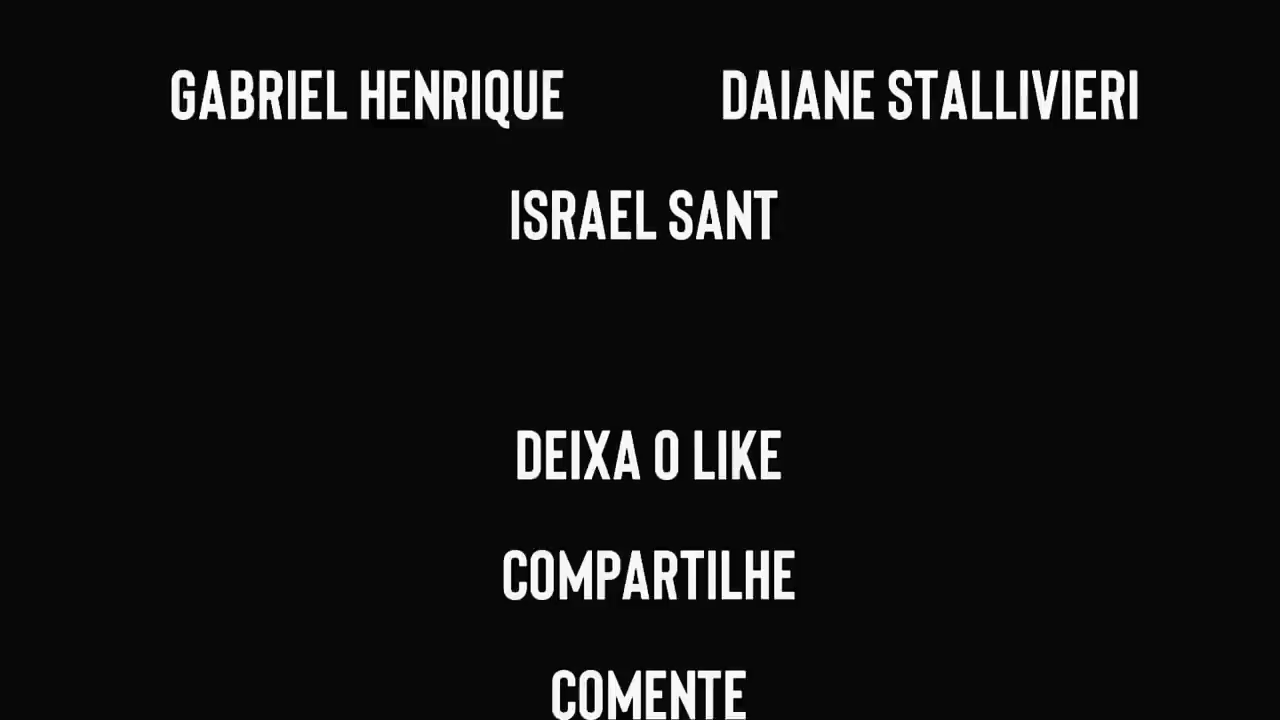 GABRIEL HENRIQUE DAIANE STALLIVIERI
ISRAEL SANT
DEIXA O LIKE
COMPARTILHE
COMENTE